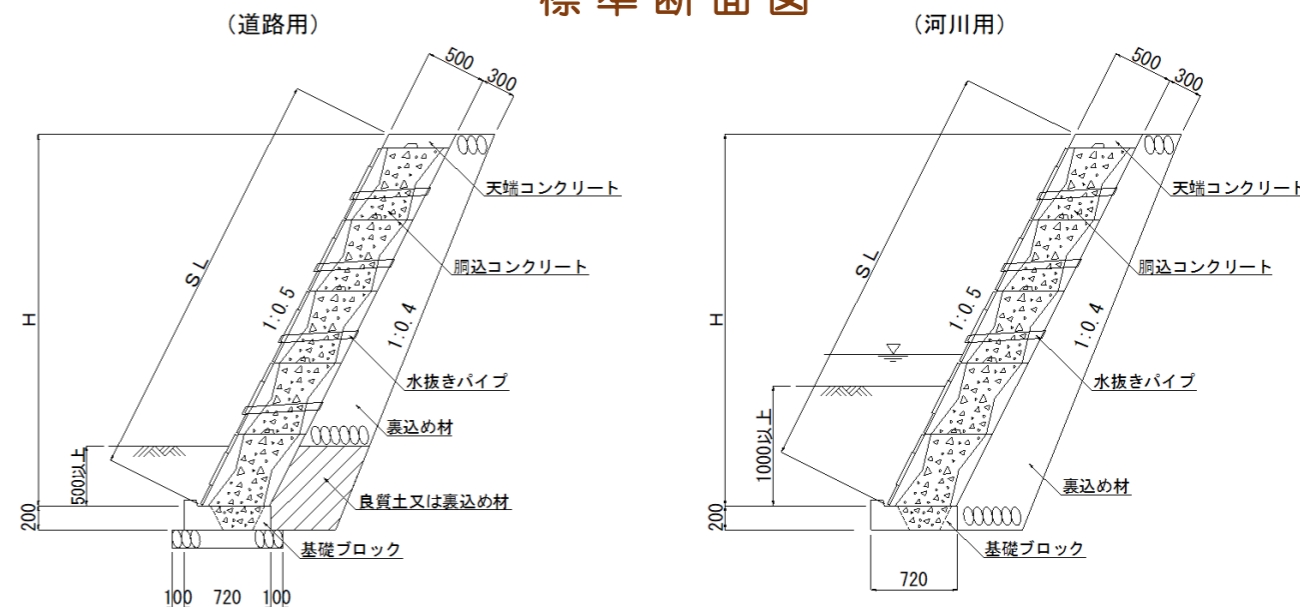 標準断面図
(道路用)
500
300
SL
H
天端コンクリート
胴込コンクリート
1:0.5
1:0.4
水抜きパイプ
裏込め材
500以上
良質土又は裏込め材
200
基礎ブロック
100 720 100
(河川用)
500
300
SL
H
天端コンクリート
胴込コンクリート
1:0.5
1:0.4
水抜きパイプ
1000以上
裏込め材
200
基礎ブロック
720